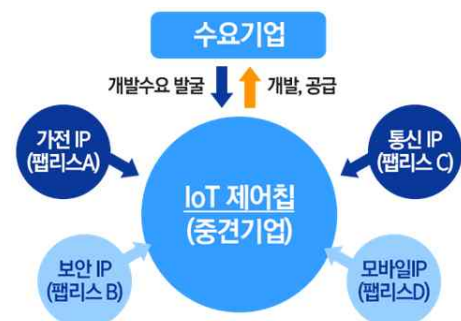 수요기업
개발수요 발굴
개발, 공급
가전 IP
(팹리스A)
통신 IP
(팹리스 C)
IoT 제어칩
(중견기업)
보안 IP
(팹리스 B)
모바일IP
(팹리스D)